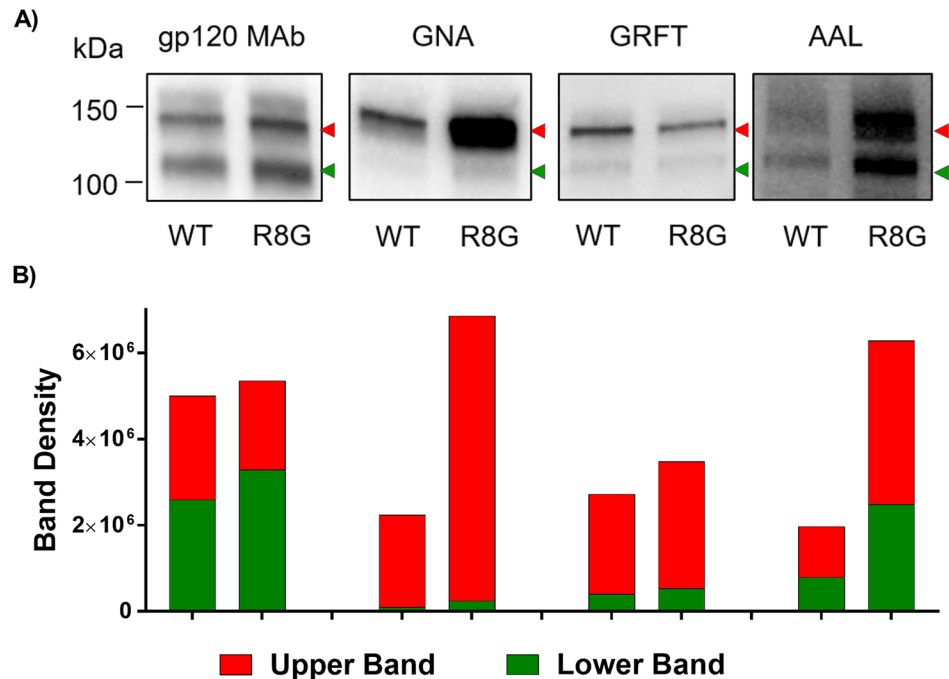 A)
kDa
gp120 MAb
GNA
GRFT
AAL
150
100
WT R8G
WT R8G
WT R8G
WT R8G
B)
Band Density
6×10⁶
4×10⁶
2×10⁶
0
Upper Band
Lower Band